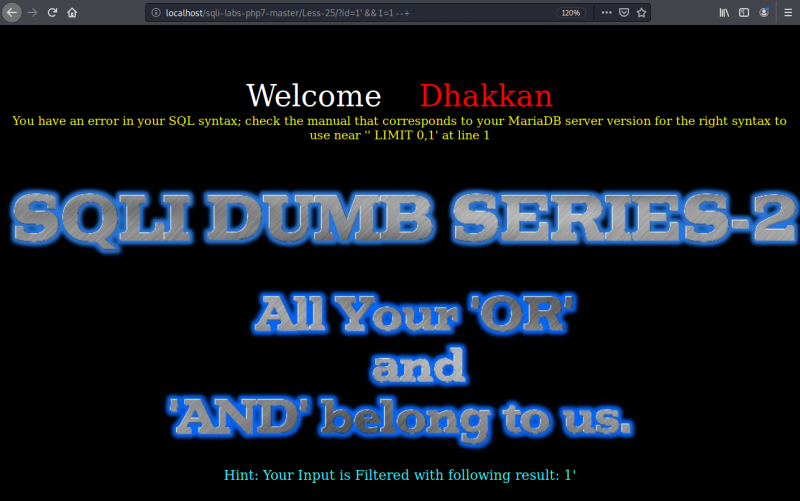 localhost/sqli-labs-php7-master/Less-25/?id=1' &&1=1 --+
120%
Welcome Dhakkan
You have an error in your SQL syntax; check the manual that corresponds to your MariaDB server version for the right syntax to
use near '' LIMIT 0,1' at line 1
SQLI DUMB SERIES-2
All Your 'OR'
and
'AND' belong to us.
Hint: Your Input is Filtered with following result: 1'